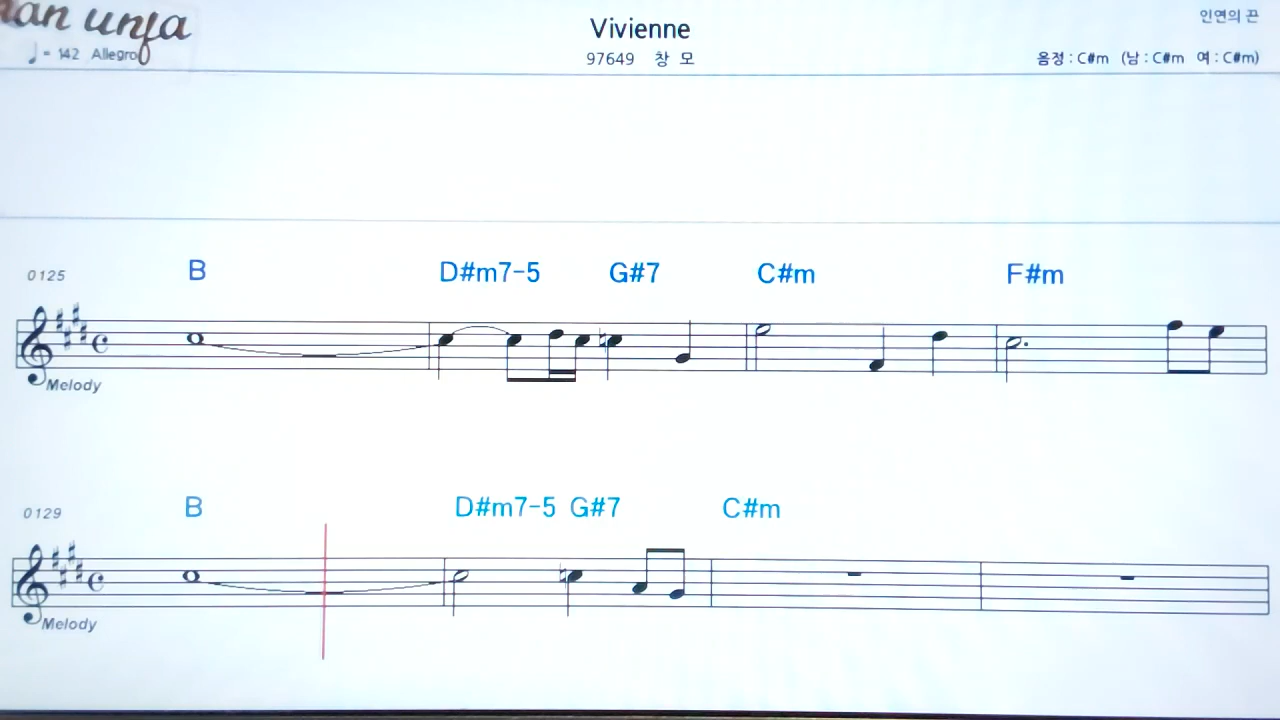 unja
Vivienne
인연의 끈
♩ = 142 Allegro
97649 창 모
음정 : C#m (남 : C#m 여 : C#m)
0125 B D#m7-5 G#7 C#m F#m
Melody
0129 B D#m7-5 G#7 C#m
Melody